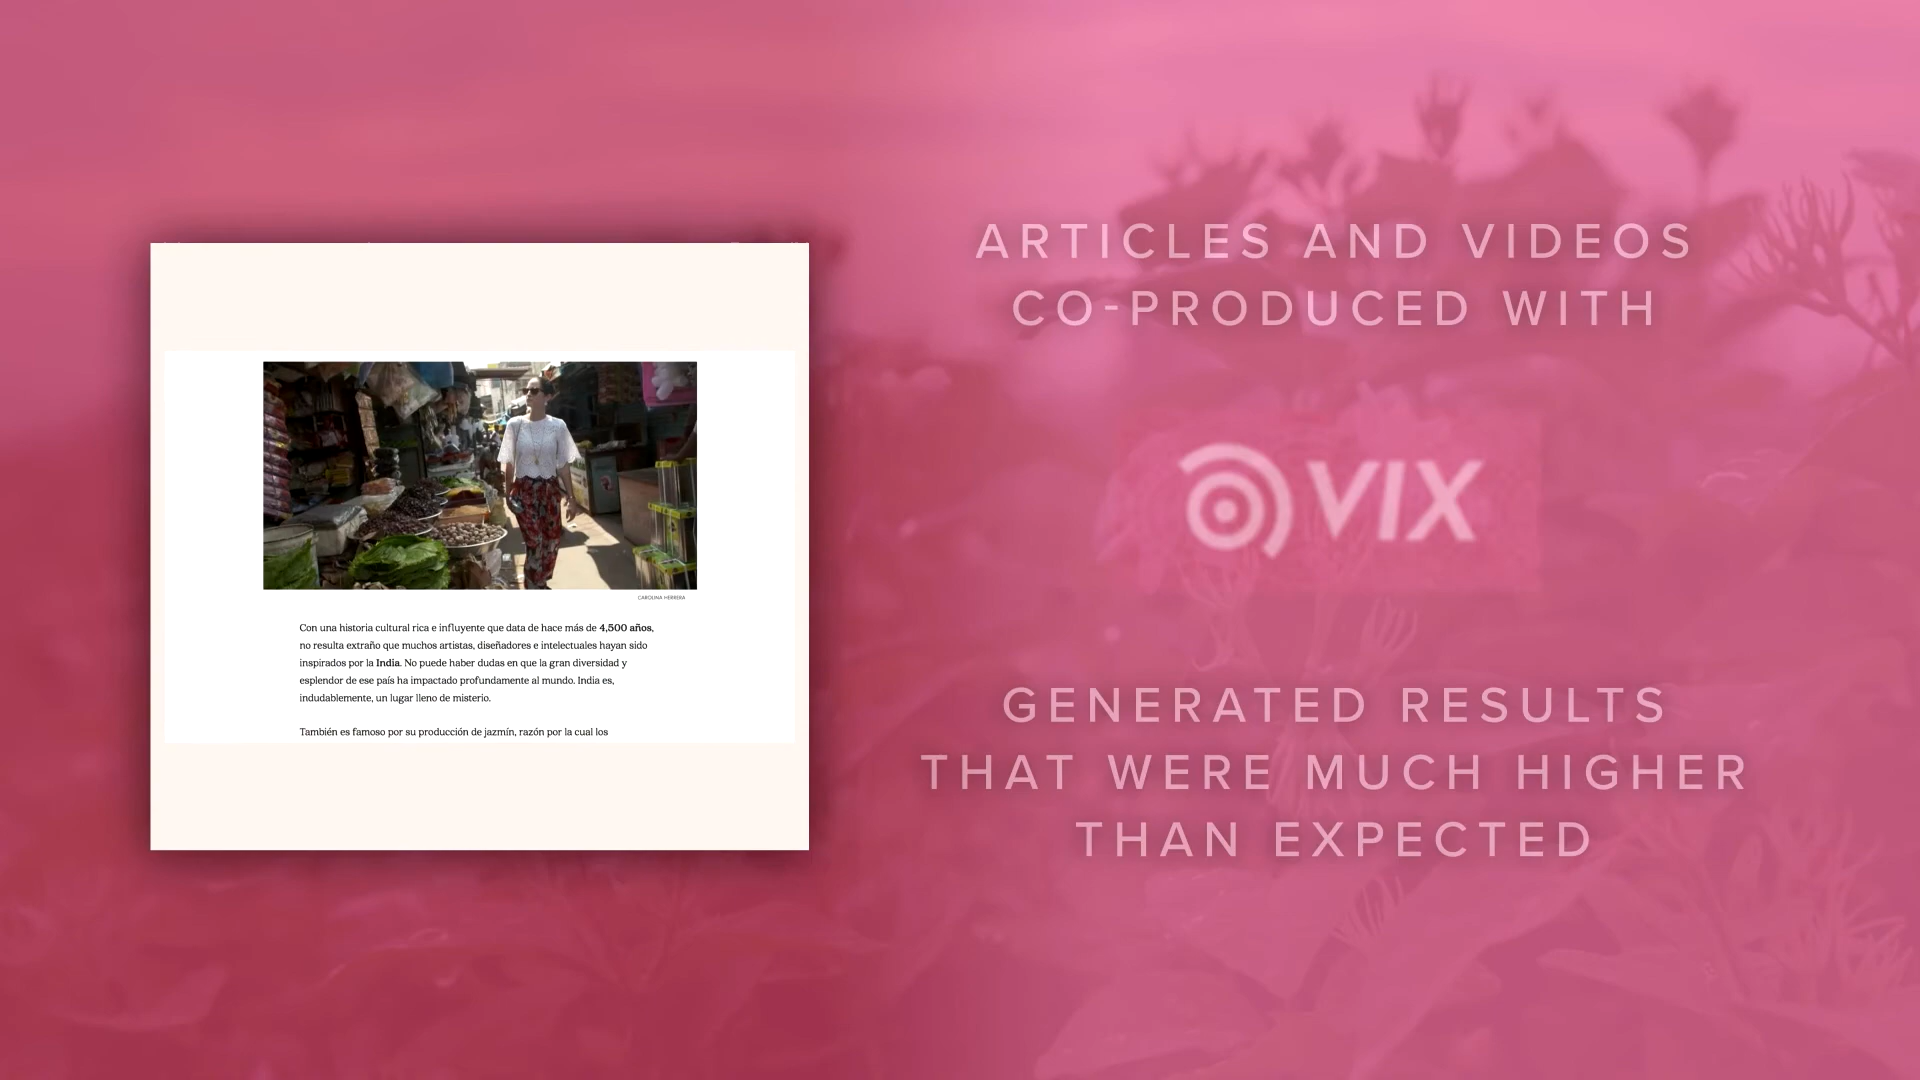 CAROLINA HERRERA
Con una historia cultural rica e influyente que data de hace más de 4,500 años,
no resulta extraño que muchos artistas, diseñadores e intelectuales hayan sido
inspirados por la India. No puede haber dudas en que la gran diversidad y
esplendor de ese país ha impactado profundamente al mundo. India es,
indudablemente, un lugar lleno de misterio.
También es famoso por su producción de jazmín, razón por la cual los
ARTICLES AND VIDEOS
CO-PRODUCED WITH
VIX
GENERATED RESULTS
THAT WERE MUCH HIGHER
THAN EXPECTED